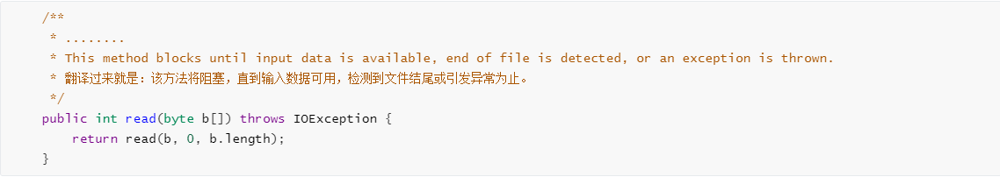 /**
 * ........
 * This method blocks until input data is available, end of file is detected, or an exception is thrown.
 * 翻译过来就是：该方法将阻塞，直到输入数据可用，检测到文件结尾或引发异常为止。
 */
public int read(byte b[]) throws IOException {
    return read(b, 0, b.length);
}